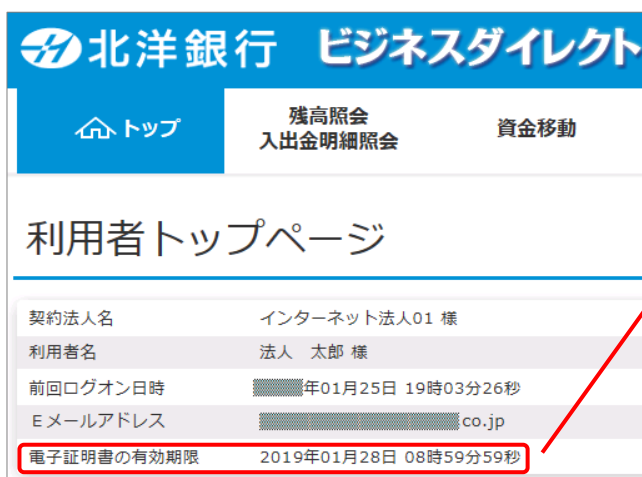 北洋銀行 ビジネスダイレクト
トップ
残高照会
入出金明細照会
資金移動
利用者トップページ
契約法人名 インターネット法人01 様
利用者名 法人 太郎 様
前回ログオン日時 年01月25日 19時03分26秒
Eメールアドレス co.jp
電子証明書の有効期限 2019年01月28日 08時59分59秒